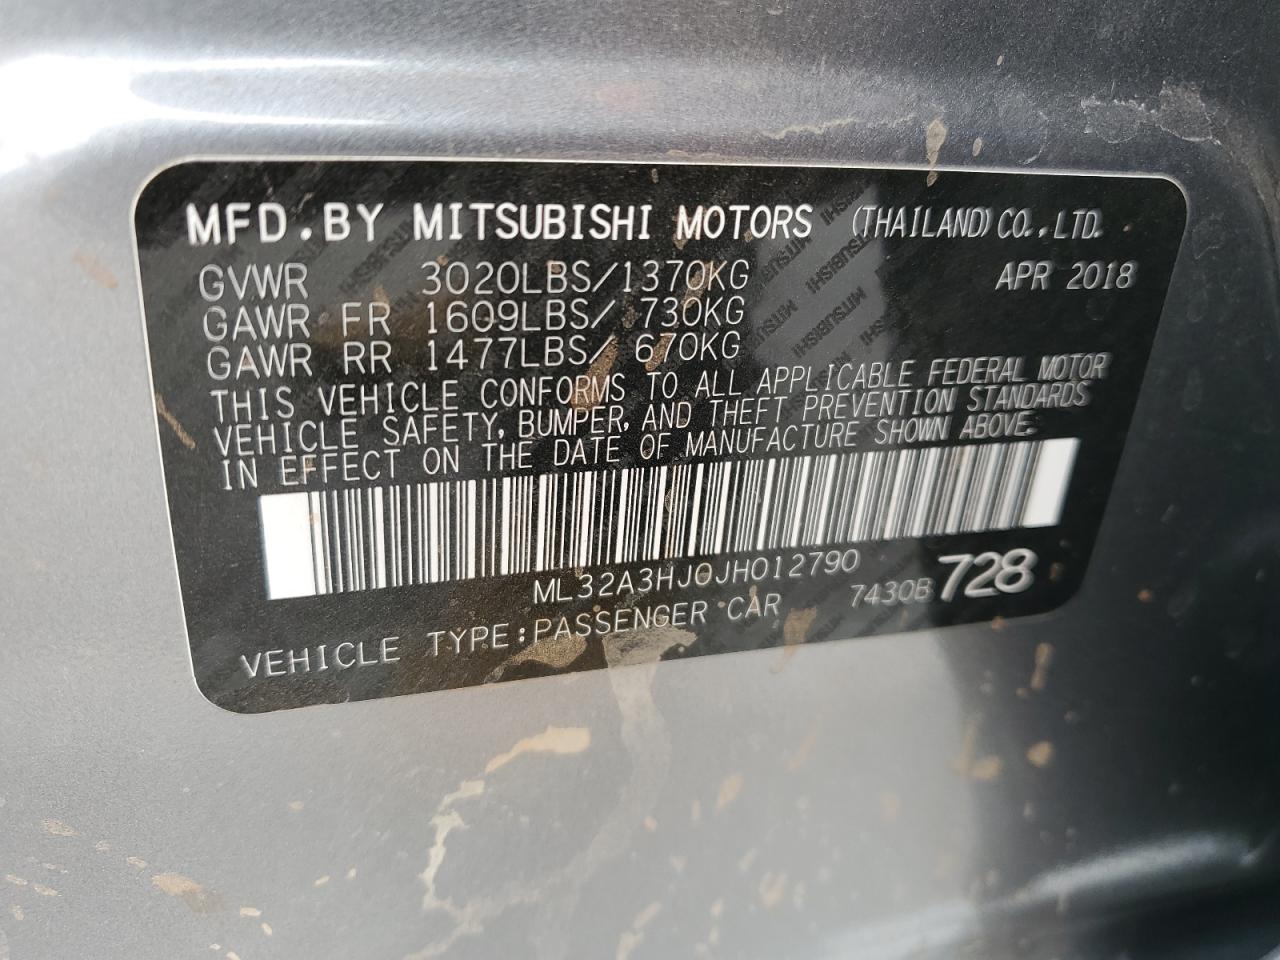 MFD.BY MITSUBISHI MOTORS (THAILAND) CO.,LTD.
GVWR 3020LBS/1370KG APR 2018
GAWR FR 1609LBS/ 730KG
GAWR RR 1477LBS/ 670KG
THIS VEHICLE CONFORMS TO ALL APPLICABLE FEDERAL MOTOR
VEHICLE SAFETY, BUMPER, AND THEFT PREVENTION STANDARDS
IN EFFECT ON THE DATE OF MANUFACTURE SHOWN ABOVE.
ML32A3HJ0JH012790
VEHICLE TYPE:PASSENGER CAR 7430B 728